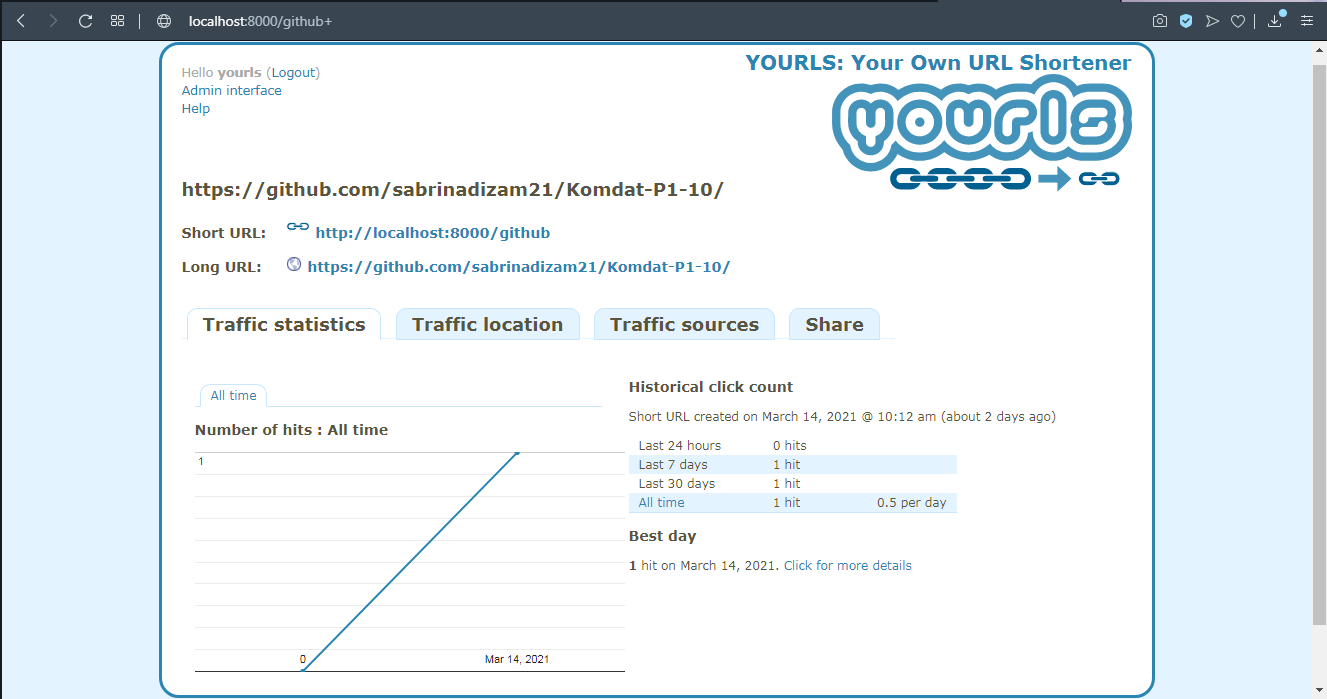 localhost:8000/github+
Hello yourls (Logout)
Admin interface
Help
YOURLS: Your Own URL Shortener
yourls
https://github.com/sabrinadizam21/Komdat-P1-10/
Short URL: http://localhost:8000/github
Long URL: https://github.com/sabrinadizam21/Komdat-P1-10/
Traffic statistics Traffic location Traffic sources Share
All time
Number of hits : All time
1
0 Mar 14, 2021
Historical click count
Short URL created on March 14, 2021 @ 10:12 am (about 2 days ago)
Last 24 hours 0 hits
Last 7 days 1 hit
Last 30 days 1 hit
All time 1 hit 0.5 per day
Best day
1 hit on March 14, 2021. Click for more details